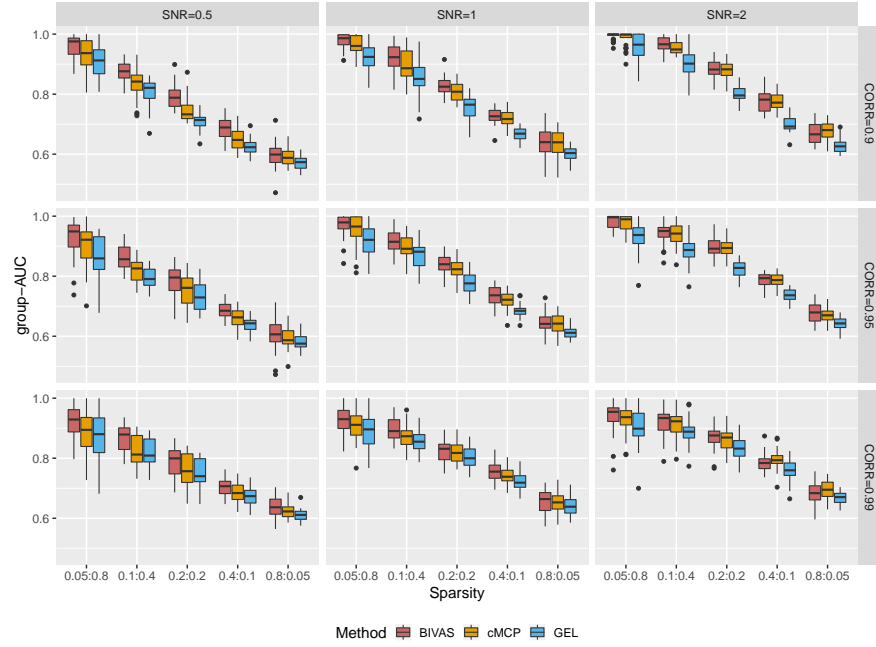 SNR=0.5 SNR=1 SNR=2
1.0
0.8
0.6
CORR=0.9
1.0
0.8
0.6
CORR=0.95
1.0
0.8
0.6
CORR=0.99
group−AUC
0.05:0.8 0.1:0.4 0.2:0.2 0.4:0.1 0.8:0.05 0.05:0.8 0.1:0.4 0.2:0.2 0.4:0.1 0.8:0.05 0.05:0.8 0.1:0.4 0.2:0.2 0.4:0.1 0.8:0.05
Sparsity
Method BIVAS cMCP GEL